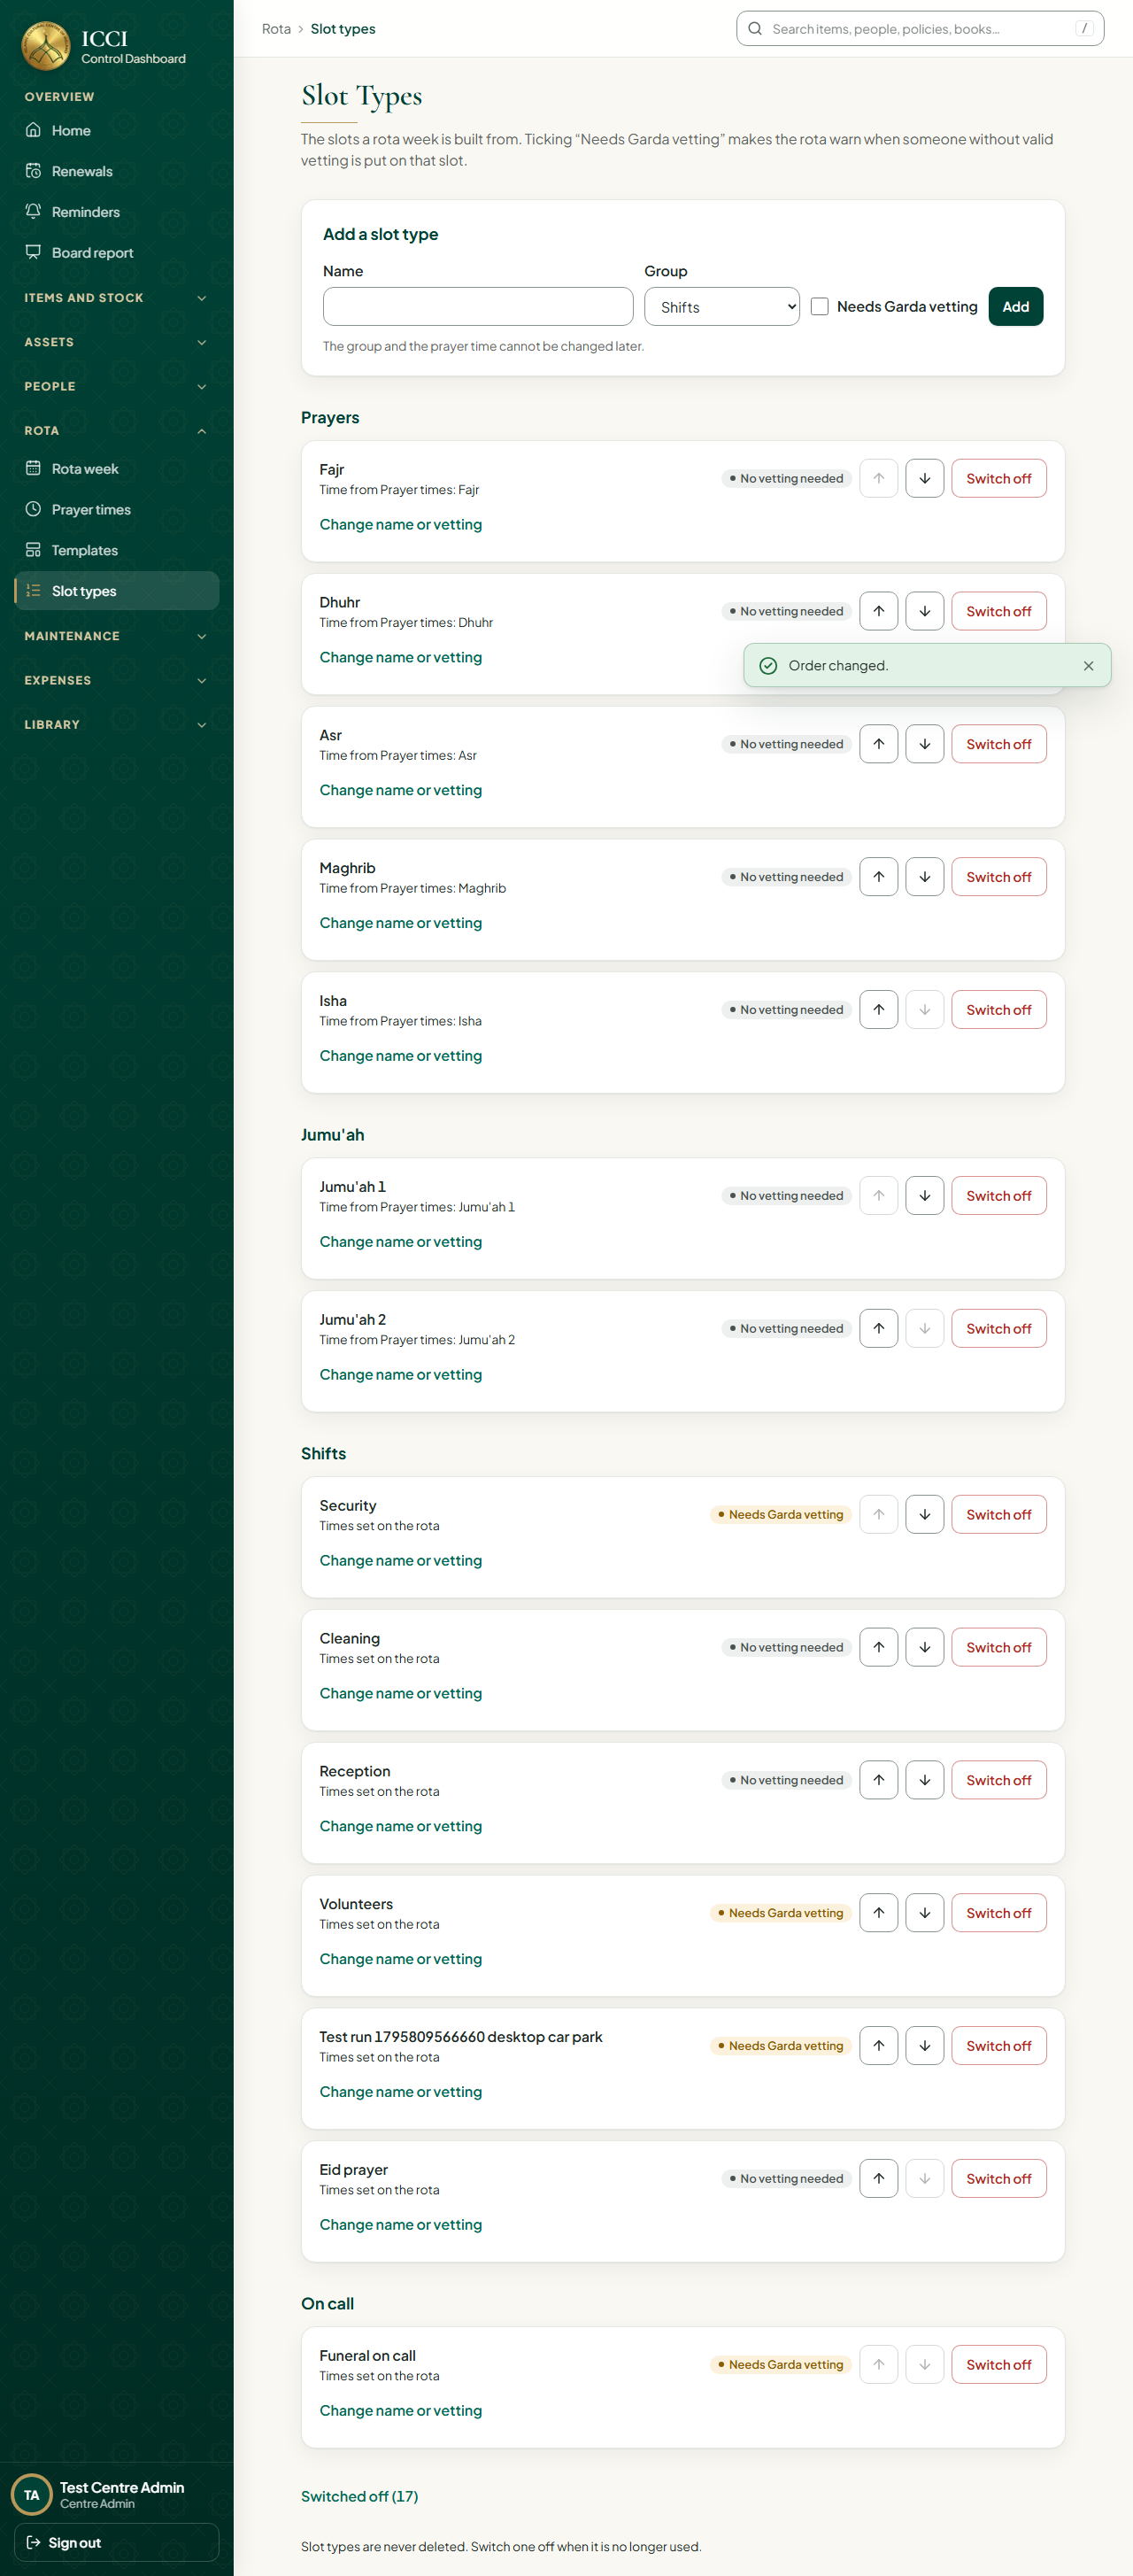 ICCI
Control Dashboard
OVERVIEW
Home
Renewals
Reminders
Board report
ITEMS AND STOCK
ASSETS
PEOPLE
ROTA
Rota week
Prayer times
Templates
Slot types
MAINTENANCE
EXPENSES
LIBRARY
TA
Test Centre Admin
Centre Admin
Sign out
Rota > Slot types
Search items, people, policies, books...
/
Slot Types
The slots a rota week is built from. Ticking “Needs Garda vetting” makes the rota warn when someone without valid
vetting is put on that slot.
Add a slot type
Name
Group
Shifts
Needs Garda vetting
Add
The group and the prayer time cannot be changed later.
Prayers
Fajr
Time from Prayer times: Fajr
No vetting needed
Switch off
Change name or vetting
Dhuhr
Time from Prayer times: Dhuhr
No vetting needed
Switch off
Change name or vetting
Order changed.
Asr
Time from Prayer times: Asr
No vetting needed
Switch off
Change name or vetting
Maghrib
Time from Prayer times: Maghrib
No vetting needed
Switch off
Change name or vetting
Isha
Time from Prayer times: Isha
No vetting needed
Switch off
Change name or vetting
Jumu'ah
Jumu'ah 1
Time from Prayer times: Jumu'ah 1
No vetting needed
Switch off
Change name or vetting
Jumu'ah 2
Time from Prayer times: Jumu'ah 2
No vetting needed
Switch off
Change name or vetting
Shifts
Security
Times set on the rota
Needs Garda vetting
Switch off
Change name or vetting
Cleaning
Times set on the rota
No vetting needed
Switch off
Change name or vetting
Reception
Times set on the rota
No vetting needed
Switch off
Change name or vetting
Volunteers
Times set on the rota
Needs Garda vetting
Switch off
Change name or vetting
Test run 1795809566660 desktop car park
Times set on the rota
Needs Garda vetting
Switch off
Change name or vetting
Eid prayer
Times set on the rota
No vetting needed
Switch off
Change name or vetting
On call
Funeral on call
Times set on the rota
Needs Garda vetting
Switch off
Change name or vetting
Switched off (17)
Slot types are never deleted. Switch one off when it is no longer used.